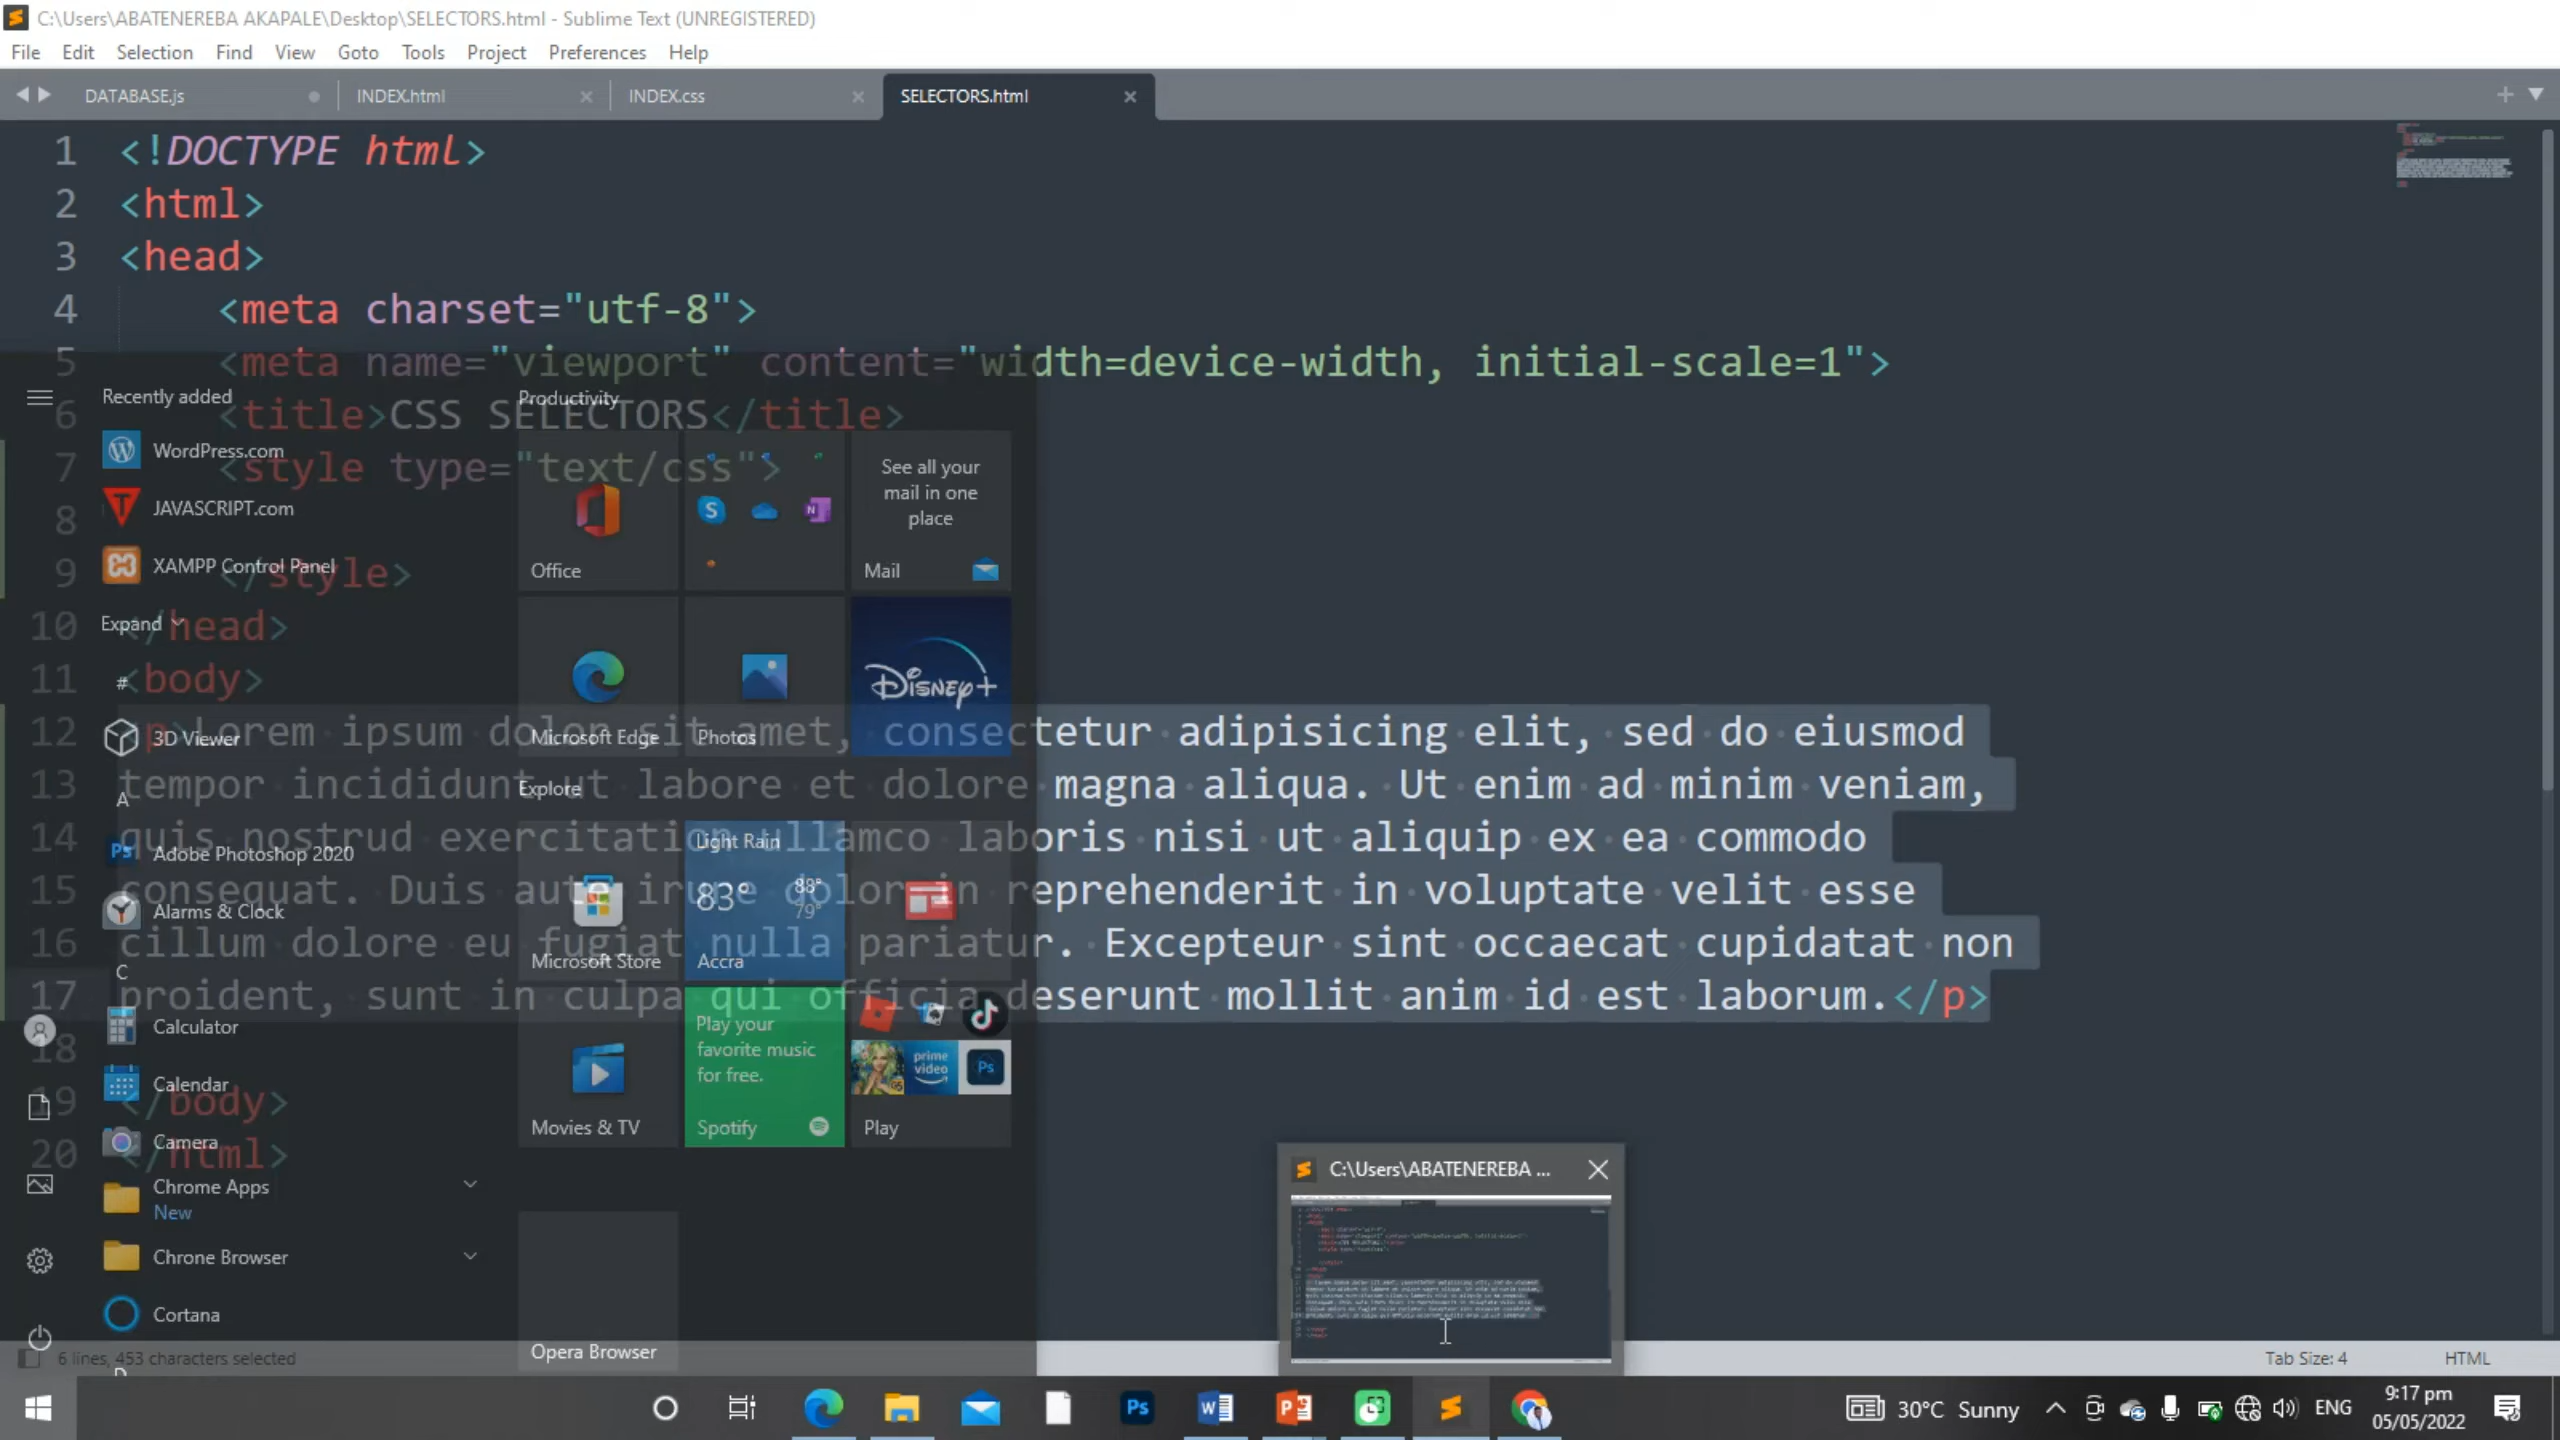 C:\Users\ABATENEREBA AKAPALE\Desktop\SELECTORS.html - Sublime Text (UNREGISTERED)
File Edit Selection Find View Goto Tools Project Preferences Help
DATABASE.js INDEX.html INDEX.css SELECTORS.html
1 <!DOCTYPE html>
2 <html>
3 <head>
4 <meta charset="utf-8">
5 <meta name="viewport" content="width=device-width, initial-scale=1">
6 <title>CSS SELECTORS</title>
7 <style type="text/css">
8
9 </style>
10 </head>
11 <body>
12 <p>Lorem ipsum dolor sit amet, consectetur adipisicing elit, sed do eiusmod
13 tempor incididunt ut labore et dolore magna aliqua. Ut enim ad minim veniam,
14 quis nostrud exercitation ullamco laboris nisi ut aliquip ex ea commodo
15 consequat. Duis aute irure dolor in reprehenderit in voluptate velit esse
16 cillum dolore eu fugiat nulla pariatur. Excepteur sint occaecat cupidatat non
17 proident, sunt in culpa qui officia deserunt mollit anim id est laborum.</p>
18
19 </body>
20 </html>
Recently added
WordPress.com
JAVASCRIPT.com
XAMPP Control Panel
Expand
#
3D Viewer
A
Adobe Photoshop 2020
Alarms & Clock
C
Calculator
Calendar
Camera
Chrome Apps
New
Chrone Browser
Cortana
D
Productivity
Office
See all your
mail in one
place
Mail
Microsoft Edge
Photos
Disney+
Explore
Microsoft Store
Light Rain
83° 88°
79°
Accra
Movies & TV
Play your
favorite music
for free.
Spotify
prime
video
Ps
Play
Opera Browser
C:\Users\ABATENEREBA ...
6 lines, 453 characters selected
Tab Size: 4 HTML
30°C Sunny
ENG
9:17 pm
05/05/2022